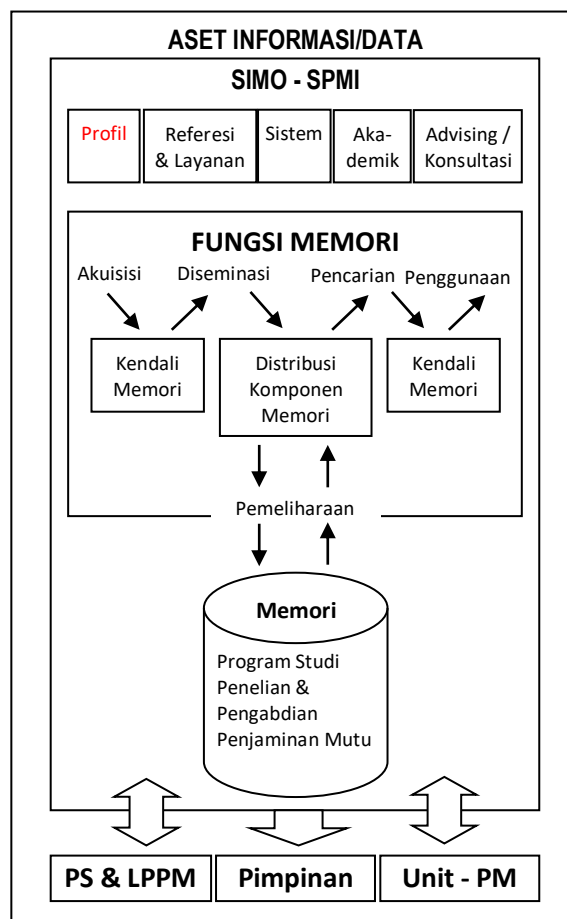 ASET INFORMASI/DATA
SIMO - SPMI
Profil
Referesi
& Layanan
Sistem
Aka-
demik
Advising /
Konsultasi
FUNGSI MEMORI
Akuisisi
Diseminasi
Pencarian
Penggunaan
Kendali
Memori
Distribusi
Komponen
Memori
Kendali
Memori
Pemeliharaan
Memori
Program Studi
Penelian &
Pengabdian
Penjaminan Mutu
PS & LPPM
Pimpinan
Unit - PM